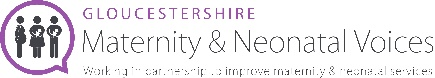 GLOUCESTERSHIRE
Maternity & Neonatal Voices
Working in partnership to improve maternity & neonatal services